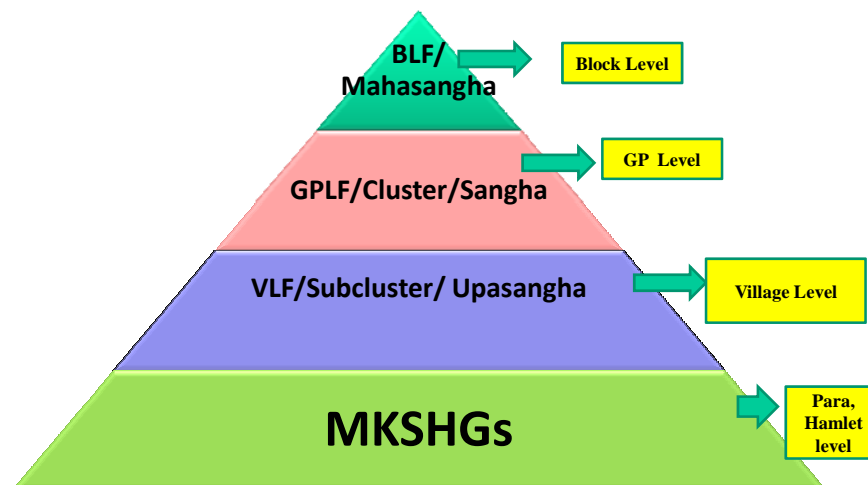 BLF/
Mahasangha
Block Level
GP Level
GPLF/Cluster/Sangha
VLF/Subcluster/ Upasangha
Village Level
MKSHGs
Para,
Hamlet
level